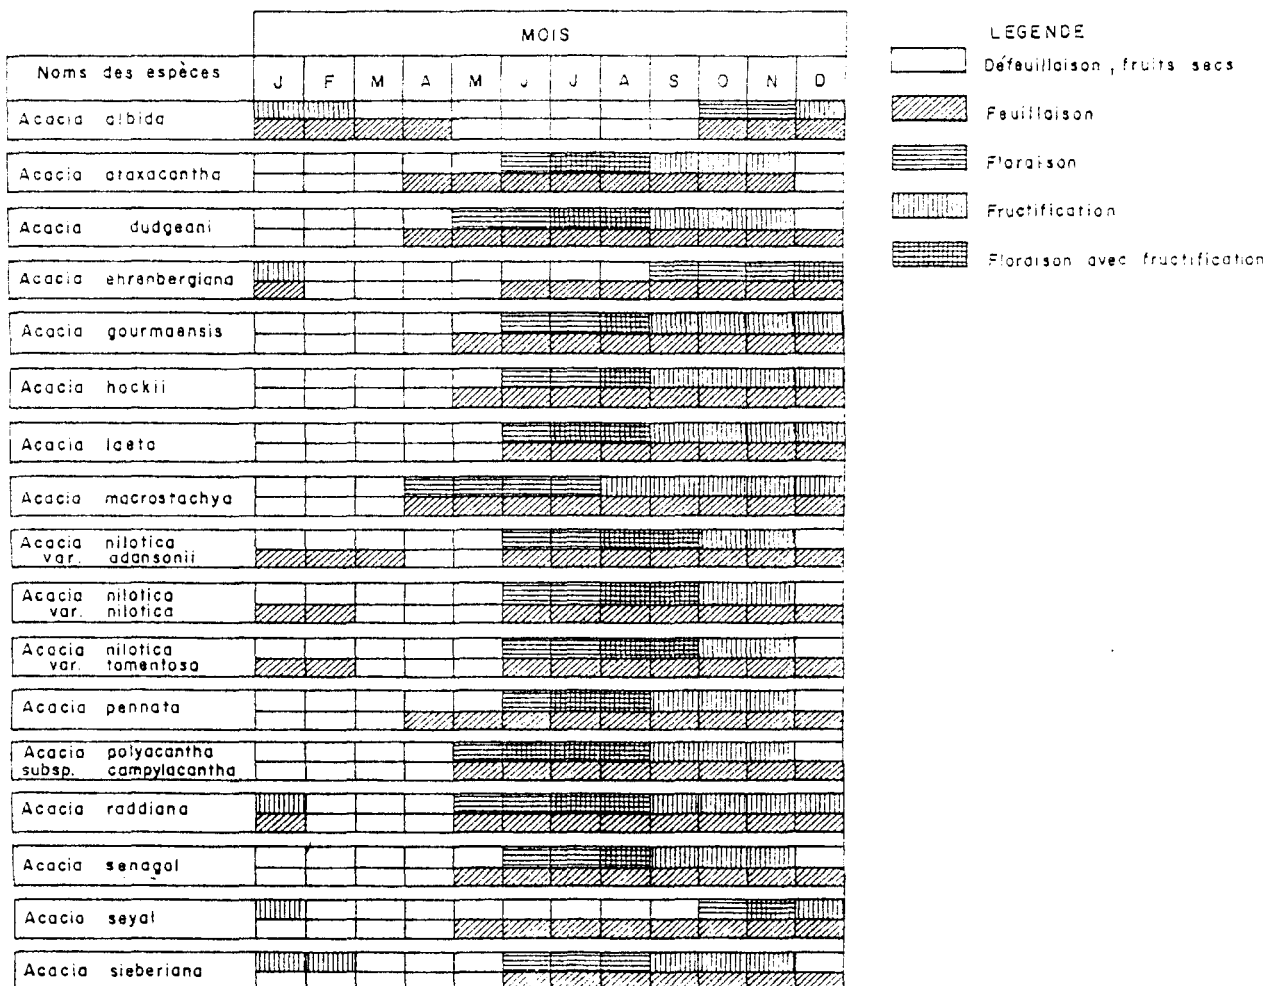 MOIS
Noms des espèces
J F M A M J J A S O N D
Acacia albida
Acacia ataxacantha
Acacia dudgeani
Acacia ehrenbergiana
Acacia gourmaensis
Acacia hockii
Acacia laeta
Acacia macrostachya
Acacia nilotica
var. adansonii
Acacia nilotica
var. nilotica
Acacia nilotica
var. tomentosa
Acacia pennata
Acacia polyacantha
subsp. campylacantha
Acacia raddiana
Acacia senegal
Acacia seyal
Acacia sieberiana
LEGENDE
Défeuillaison, fruits secs
Feuillaison
Floraison
Fructification
Floraison avec fructification